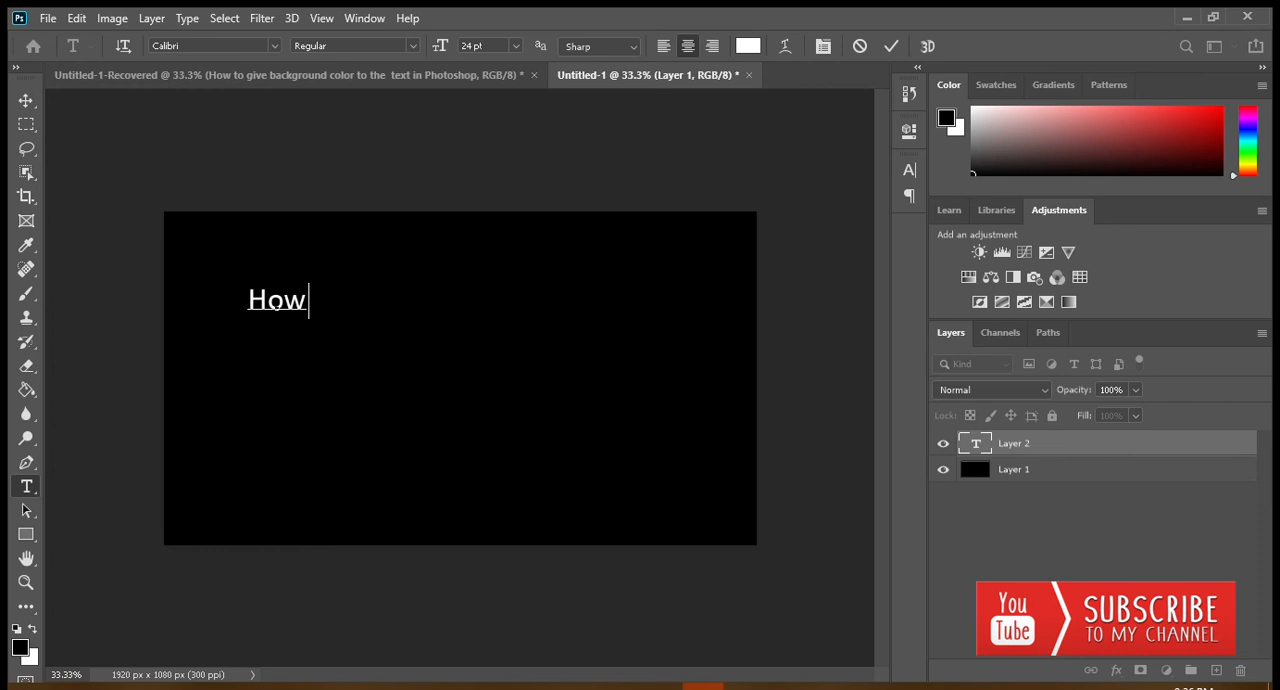 Ps File Edit Image Layer Type Select Filter 3D View Window Help
T Calibri Regular 24 pt Sharp 3D
Untitled-1-Recovered @ 33.3% (How to give background color to the text in Photoshop, RGB/8) * Untitled-1 @ 33.3% (Layer 1, RGB/8) *
Color Swatches Gradients Patterns
Learn Libraries Adjustments
Add an adjustment
How
Layers Channels Paths
Kind
Normal Opacity: 100%
Lock: Fill: 100%
T Layer 2
Layer 1
You Tube SUBSCRIBE
TO MY CHANNEL
33.33% 1920 px x 1080 px (300 ppi)